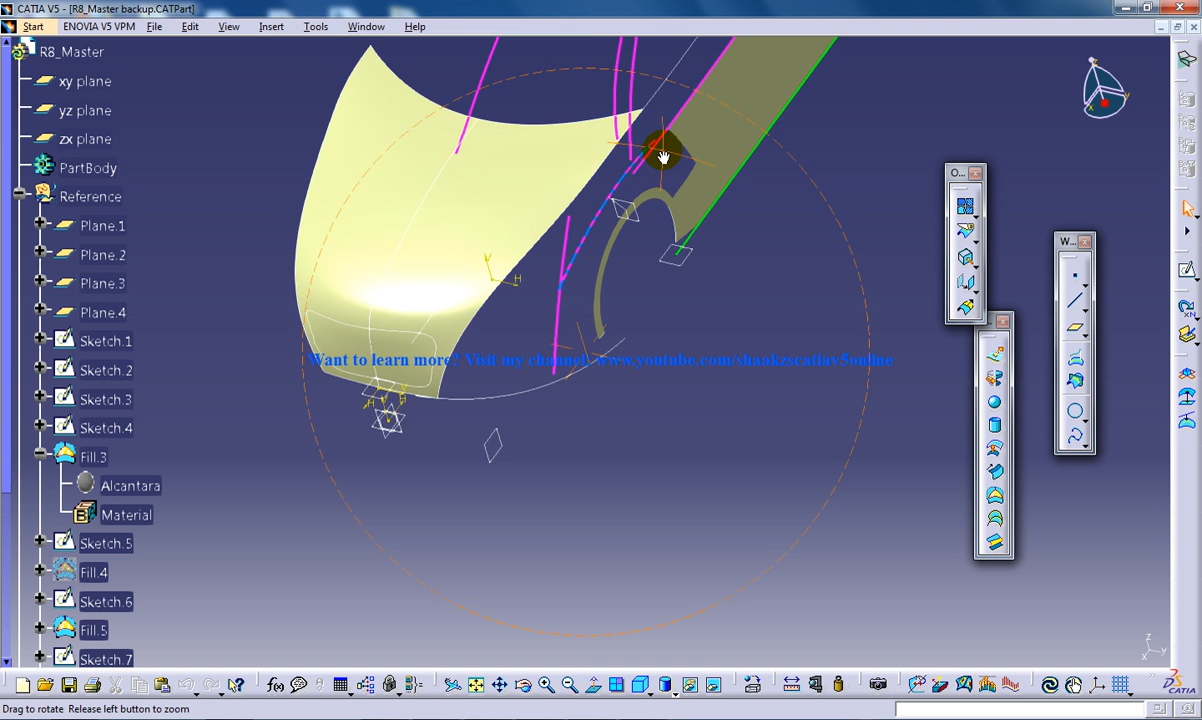 CATIA V5 - [R8_Master backup.CATPart]
Start ENOVIA V5 VPM File Edit View Insert Tools Window Help
R8_Master
xy plane
yz plane
zx plane
PartBody
Reference
Plane.1
Plane.2
Plane.3
Plane.4
Sketch.1
Sketch.2
Sketch.3
Sketch.4
Fill.3
Alcantara
Material
Sketch.5
Fill.4
Sketch.6
Fill.5
Sketch.7
O...
W...
V
H
Want to learn more? Visit my channel: www.youtube.com/shaakzscatiav5online
Drag to rotate Release left button to zoom
CATIA